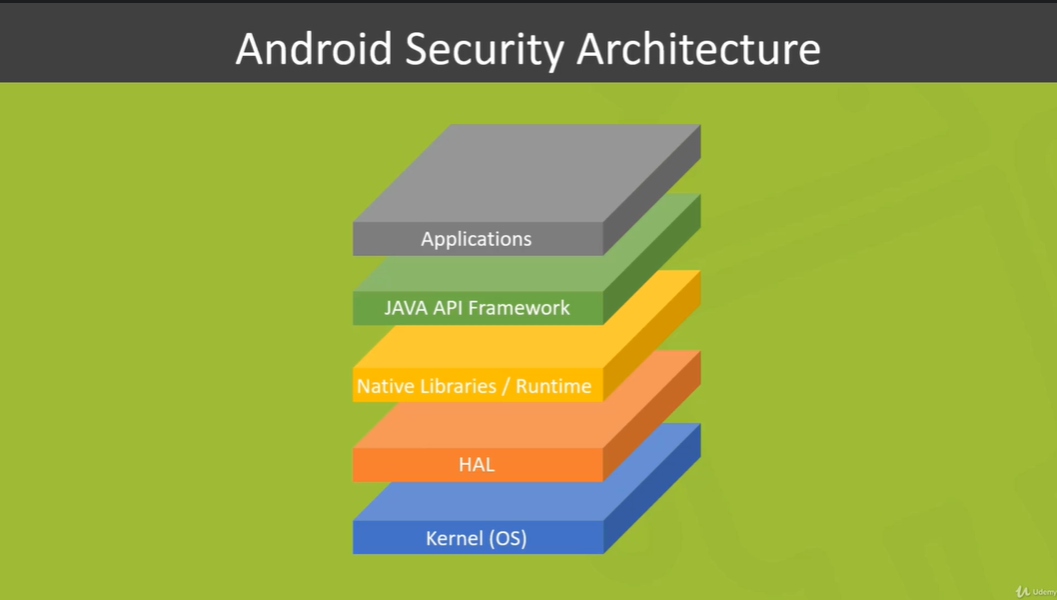 Android Security Architecture
Applications
JAVA API Framework
Native Libraries / Runtime
HAL
Kernel (OS)
Udemy